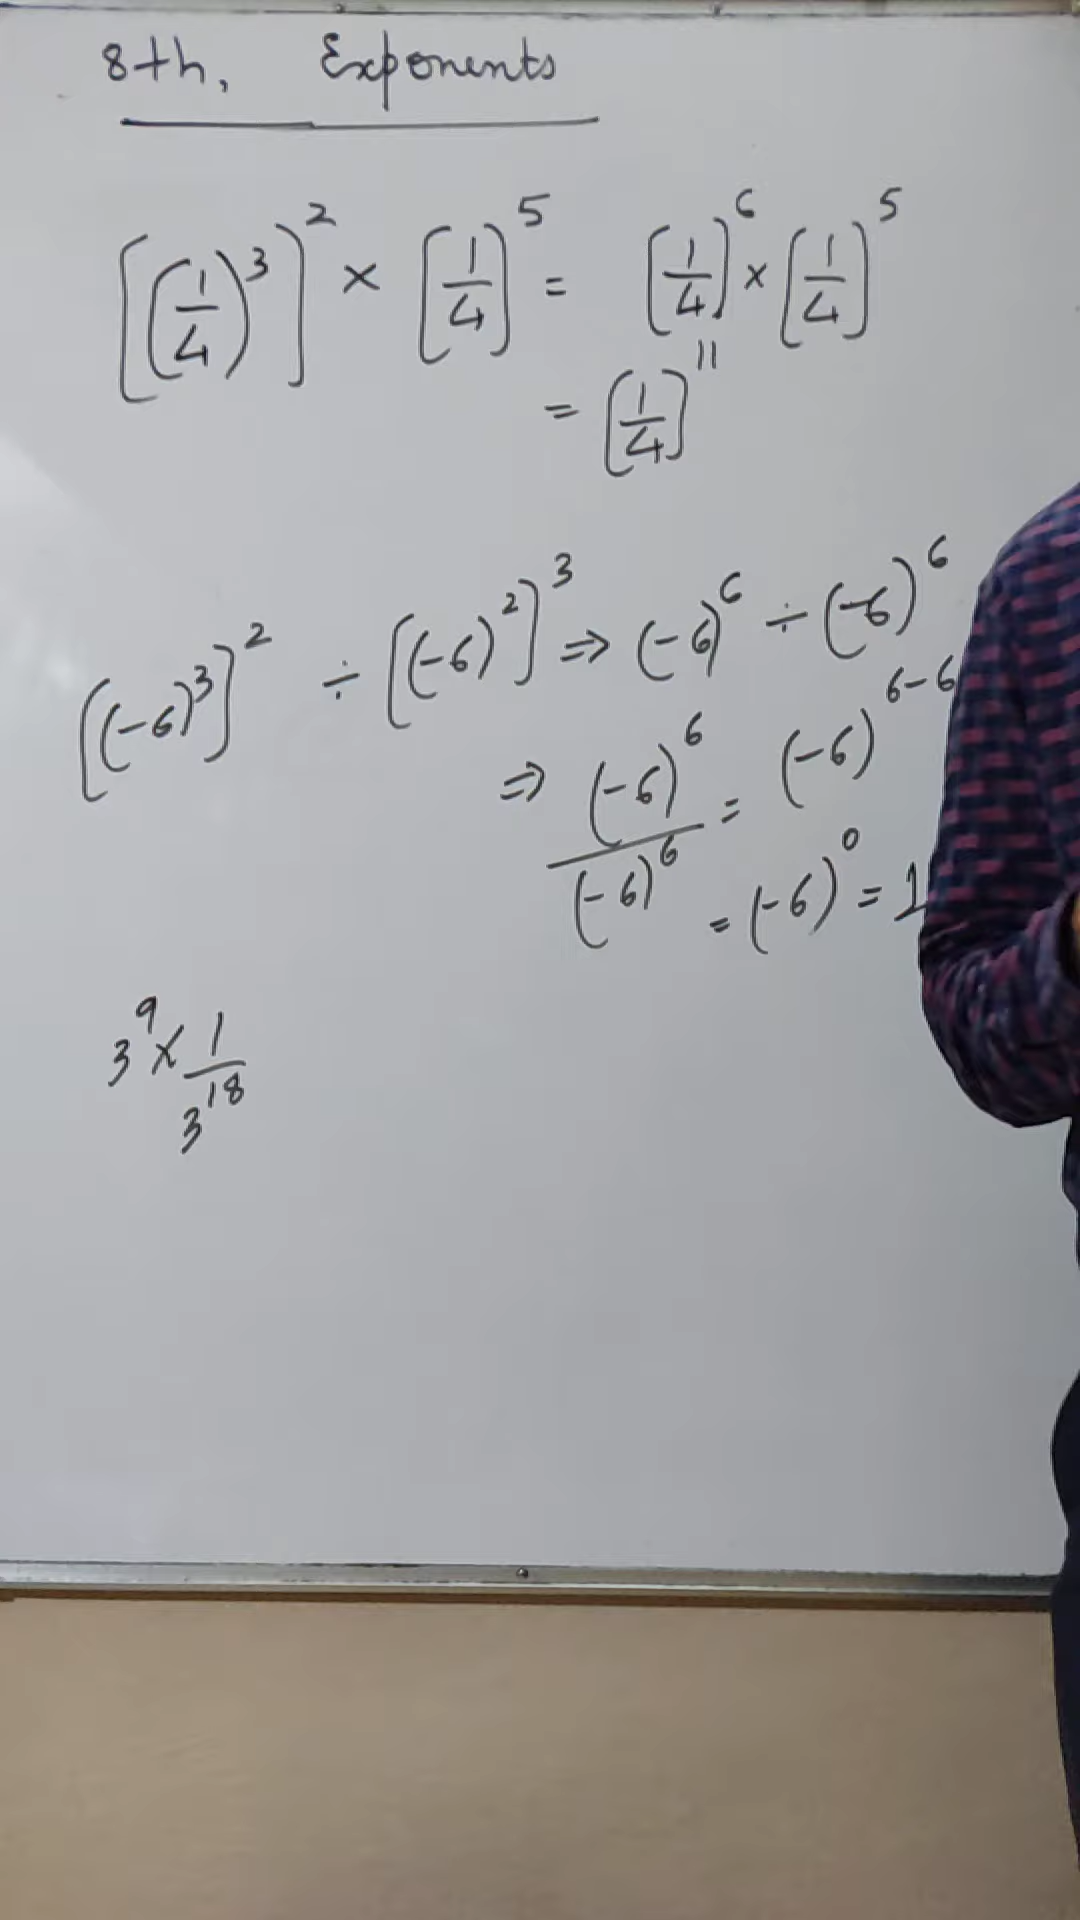 8th, Exponents
[(1/4)^3]^2 × [1/4]^5 = [1/4]^6 × [1/4]^5
= [1/4]^11
[(-6)^3]^2 ÷ [(-6)^2]^3 ⇒ (-6)^6 ÷ (-6)^6
⇒ (-6)^6/(-6)^6 = (-6)^6-6
= (-6)^0 = 1
3^9 × 1/3^18